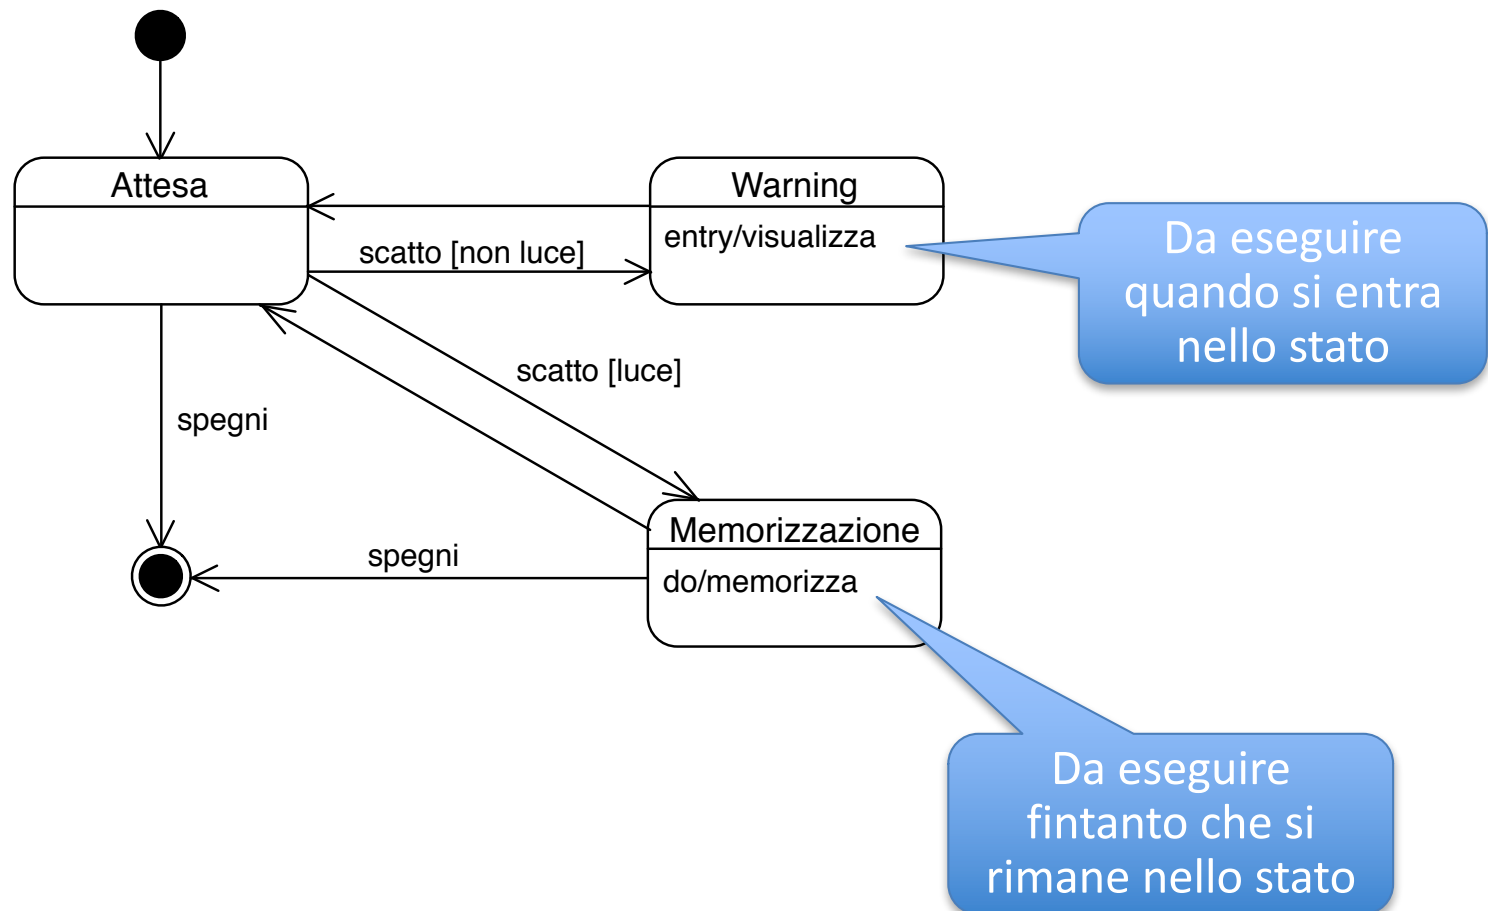 Attesa
Warning
entry/visualizza
scatto [non luce]
Da eseguire
quando si entra
nello stato
scatto [luce]
spegni
Memorizzazione
spegni
do/memorizza
Da eseguire
fintanto che si
rimane nello stato